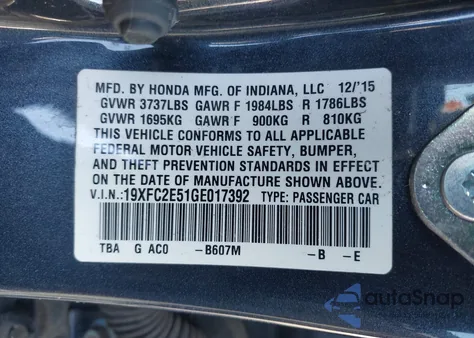 MFD. BY HONDA MFG. OF INDIANA, LLC 12/'15
GVWR 3737LBS GAWR F 1984LBS R 1786LBS
GVWR 1695KG GAWR F 900KG R 810KG
THIS VEHICLE CONFORMS TO ALL APPLICABLE
FEDERAL MOTOR VEHICLE SAFETY, BUMPER,
AND THEFT PREVENTION STANDARDS IN EFFECT
ON THE DATE OF MANUFACTURE SHOWN ABOVE.
V.I.N.:19XFC2E51GE017392 TYPE: PASSENGER CAR
TBA G AC0 -B607M -B -E
autoSnap